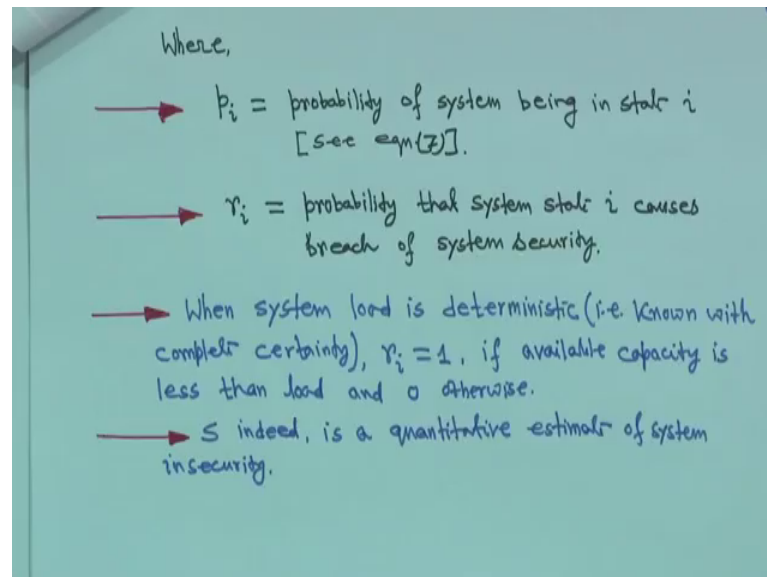 Where,
→ pᵢ = probability of system being in state i
[see eqn(7)].
→ rᵢ = probability that system state i causes
breach of system security.
→ When system load is deterministic (i.e. known with
complete certainty), rᵢ = 1, if available capacity is
less than load and 0 otherwise.
→ S indeed, is a quantitative estimate of system
insecurity.